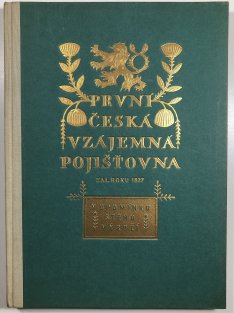 PRVNÍ
ČESKÁ
VZÁJEMNÁ
POJIŠŤOVNA
ZAL. ROKU 1827